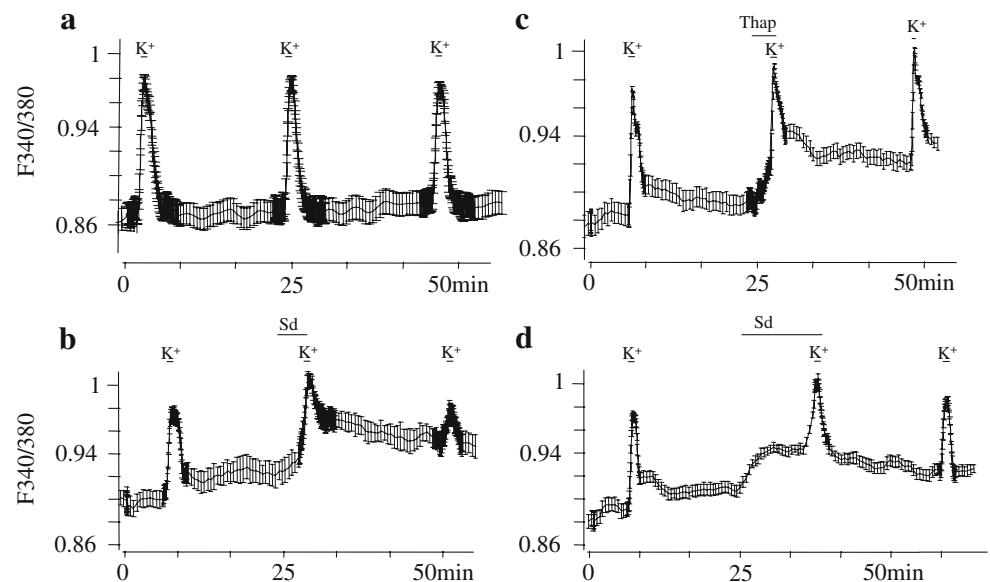 a
K⁺ K⁺ K⁺
1
0.94
0.86
F340/380
0 25 50min
c
Thap
K⁺ K⁺ K⁺
1
0.94
0.86
0 25 50min
b
Sd
K⁺ K⁺ K⁺
1
0.94
0.86
F340/380
0 25 50min
d
Sd
K⁺ K⁺ K⁺
1
0.94
0.86
0 25 50min